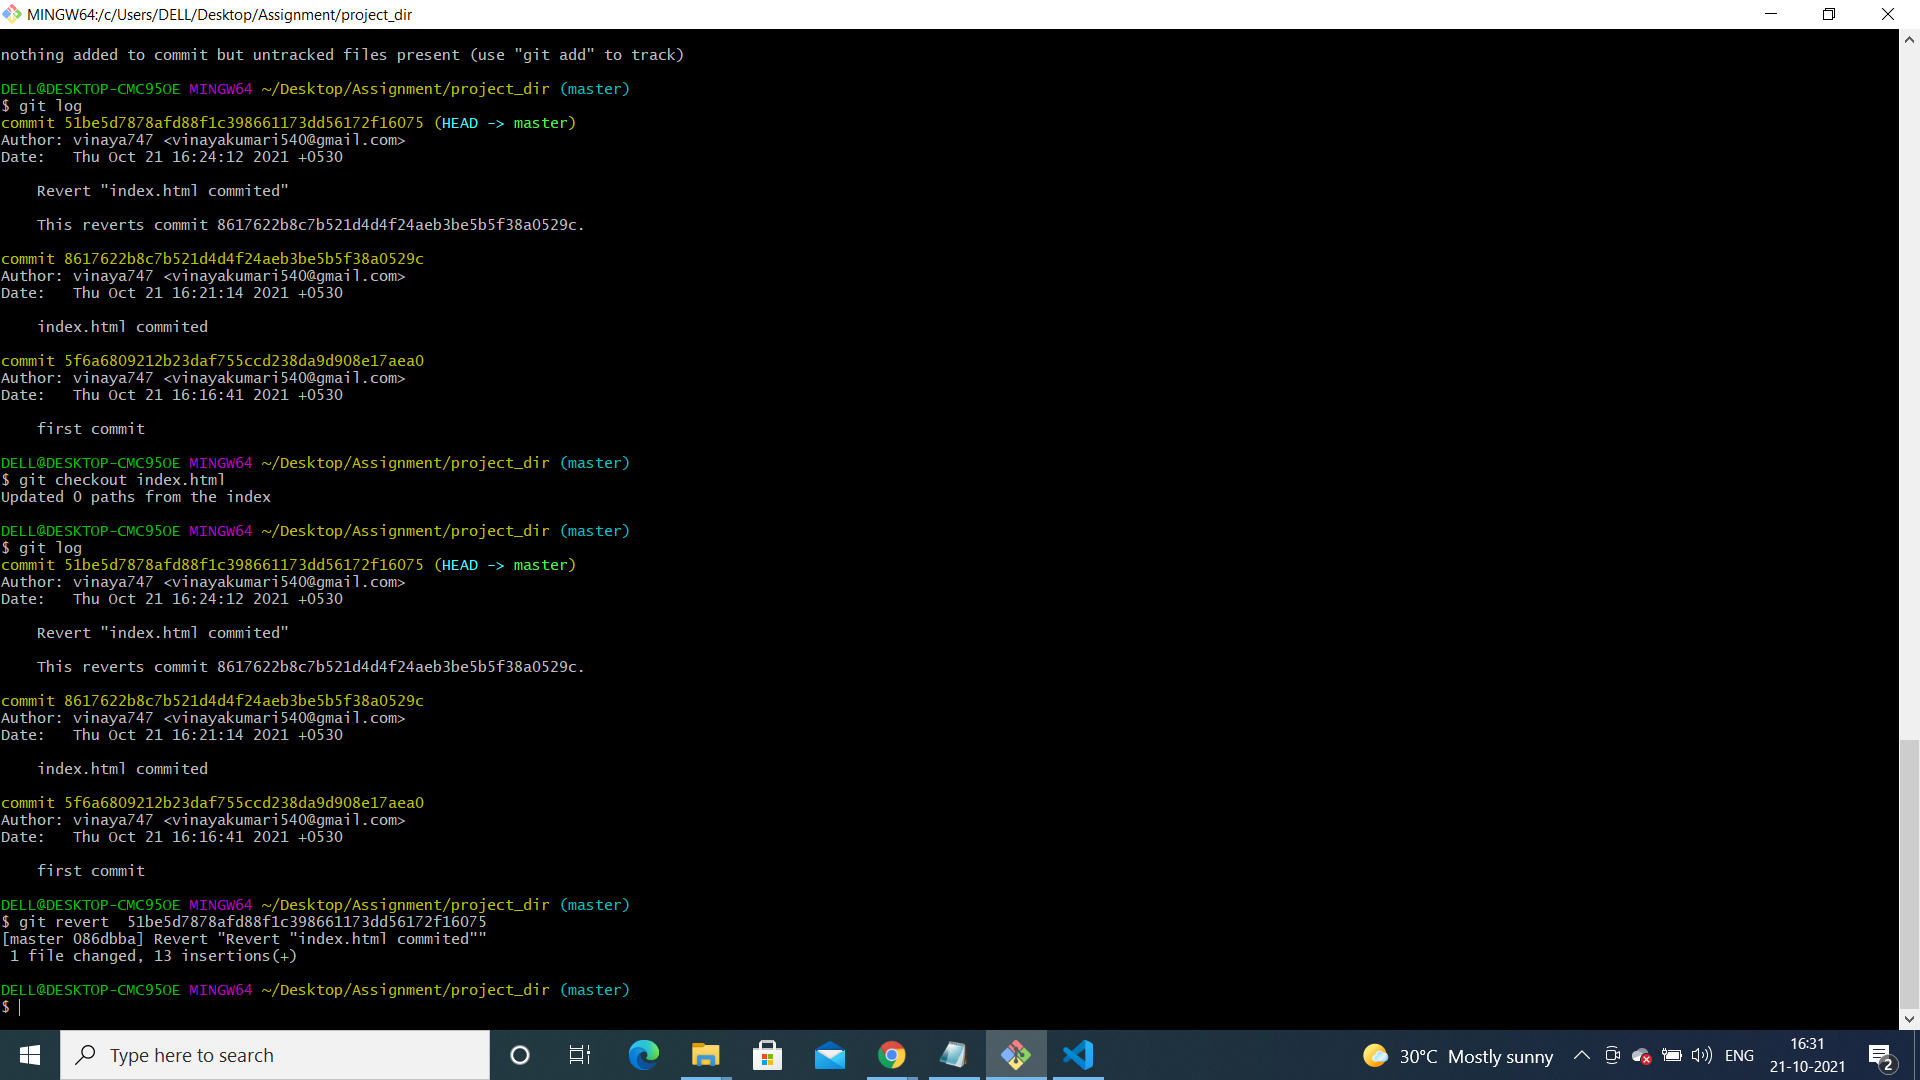 MINGW64:/c/Users/DELL/Desktop/Assignment/project_dir
nothing added to commit but untracked files present (use "git add" to track)
DELL@DESKTOP-CMC95OE MINGW64 ~/Desktop/Assignment/project_dir (master)
$ git log
commit 51be5d7878afd88f1c398661173dd56172f16075 (HEAD -> master)
Author: vinaya747 <vinayakumari540@gmail.com>
Date:   Thu Oct 21 16:24:12 2021 +0530
    Revert "index.html commited"
    This reverts commit 8617622b8c7b521d4d4f24aeb3be5b5f38a0529c.
commit 8617622b8c7b521d4d4f24aeb3be5b5f38a0529c
Author: vinaya747 <vinayakumari540@gmail.com>
Date:   Thu Oct 21 16:21:14 2021 +0530
    index.html commited
commit 5f6a6809212b23daf755ccd238da9d908e17aea0
Author: vinaya747 <vinayakumari540@gmail.com>
Date:   Thu Oct 21 16:16:41 2021 +0530
    first commit
DELL@DESKTOP-CMC95OE MINGW64 ~/Desktop/Assignment/project_dir (master)
$ git checkout index.html
Updated 0 paths from the index
DELL@DESKTOP-CMC95OE MINGW64 ~/Desktop/Assignment/project_dir (master)
$ git log
commit 51be5d7878afd88f1c398661173dd56172f16075 (HEAD -> master)
Author: vinaya747 <vinayakumari540@gmail.com>
Date:   Thu Oct 21 16:24:12 2021 +0530
    Revert "index.html commited"
    This reverts commit 8617622b8c7b521d4d4f24aeb3be5b5f38a0529c.
commit 8617622b8c7b521d4d4f24aeb3be5b5f38a0529c
Author: vinaya747 <vinayakumari540@gmail.com>
Date:   Thu Oct 21 16:21:14 2021 +0530
    index.html commited
commit 5f6a6809212b23daf755ccd238da9d908e17aea0
Author: vinaya747 <vinayakumari540@gmail.com>
Date:   Thu Oct 21 16:16:41 2021 +0530
    first commit
DELL@DESKTOP-CMC95OE MINGW64 ~/Desktop/Assignment/project_dir (master)
$ git revert  51be5d7878afd88f1c398661173dd56172f16075
[master 086dbba] Revert "Revert "index.html commited""
 1 file changed, 13 insertions(+)
DELL@DESKTOP-CMC95OE MINGW64 ~/Desktop/Assignment/project_dir (master)
$
Type here to search
30°C Mostly sunny
ENG
16:31
21-10-2021
2